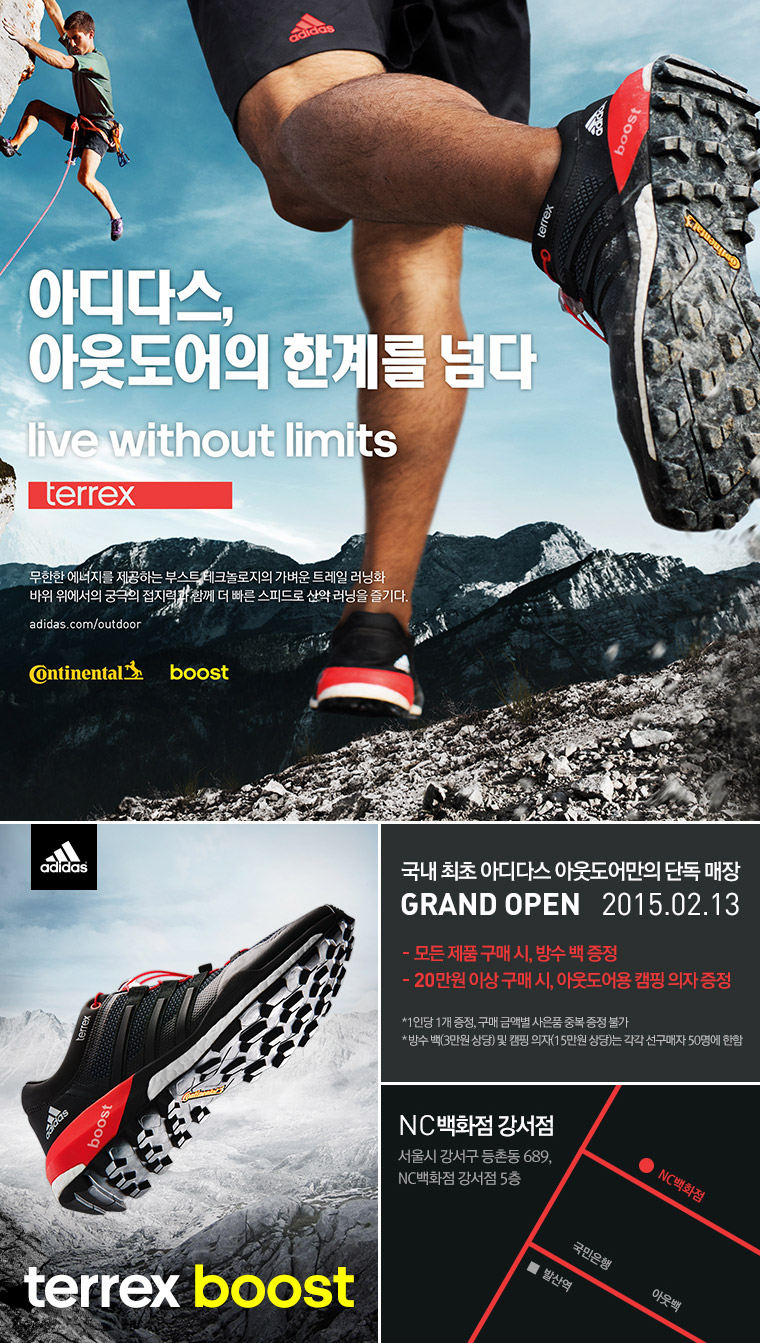 adidas
boost
terrex
Continental
아디다스,
아웃도어의 한계를 넘다
live without limits
terrex
무한한 에너지를 제공하는 부스트 테크놀로지의 가벼운 트레일 러닝화
바위 위에서의 궁극의 접지력과 함께 더 빠른 스피드로 산악 러닝을 즐기다.
adidas.com/outdoor
Continental boost
adidas
terrex
Continental
adidas
boost
terrex boost
국내 최초 아디다스 아웃도어만의 단독 매장
GRAND OPEN 2015.02.13
- 모든 제품 구매 시, 방수 백 증정
- 20만원 이상 구매 시, 아웃도어용 캠핑 의자 증정
*1인당 1개 증정, 구매 금액별 사은품 중복 증정 불가
*방수 백(3만원 상당) 및 캠핑 의자(15만원 상당)는 각각 선구매자 50명에 한함
NC백화점 강서점
서울시 강서구 등촌동 689,
NC백화점 강서점 5층
NC백화점
국민은행
발산역
아웃백